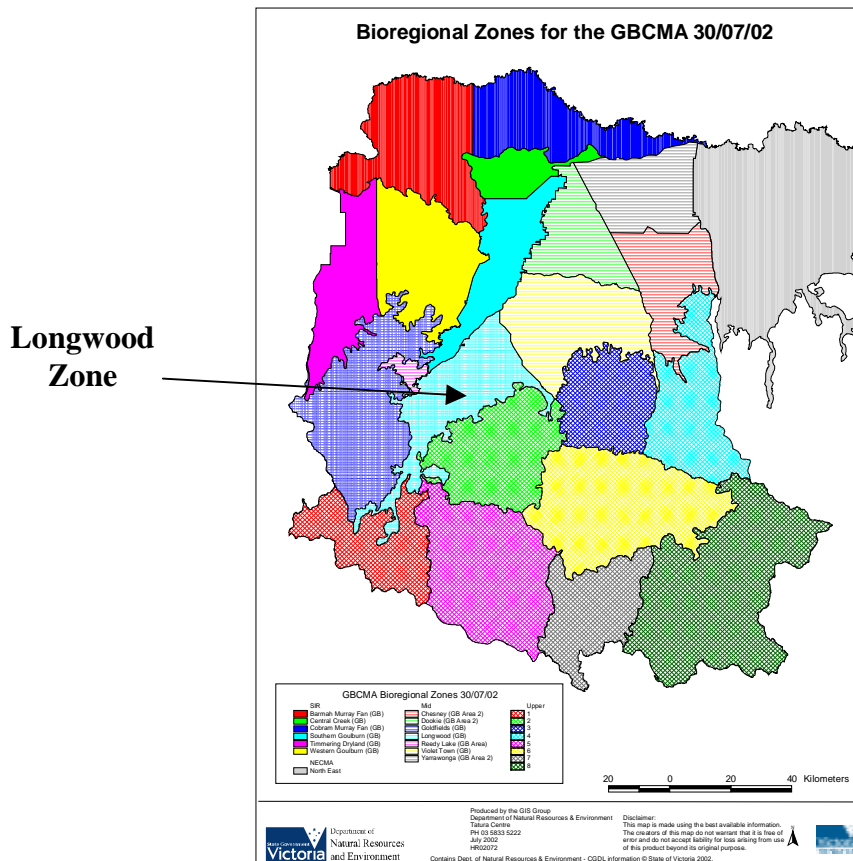 Bioregional Zones for the GBCMA 30/07/02
Longwood
Zone
GBCMA Bioregional Zones 30/07/02
SIR
Barmah Murray Fan (GB)
Central Creek (GB)
Cobram Murray Fan (GB)
Southern Goulburn (GB)
Timmering Dryland (GB)
Western Goulburn (GB)
NECMA
North East
Mid
Chesney (GB Area 2)
Dookie (GB Area 2)
Goldfields (GB)
Longwood (GB)
Reedy Lake (GB Area)
Violet Town (GB)
Yarrawonga (GB Area 2)
Upper
1
2
3
4
5
6
7
8
20 0 20 40 Kilometers
State Government
Victoria
Department of
Natural Resources
and Environment
Produced by the GIS Group
Department of Natural Resources & Environment
Tatura Centre
PH 03 5833 5222
July 2002
HR02072
Disclaimer:
This map is made using the best available information.
The creators of this map do not warrant that it is free of
error and do not accept liability for loss arising from use
of this product beyond its original purpose.
N
Contains Dept. of Natural Resources & Environment - CGDL information © State of Victoria 2002.